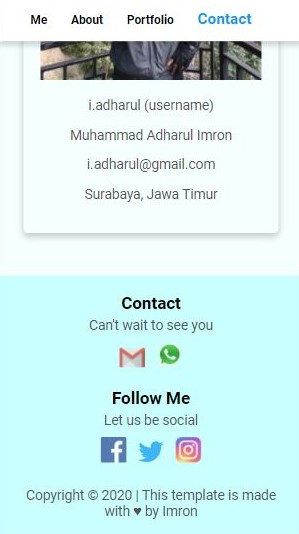 Me About Portfolio Contact
i.adharul (username)
Muhammad Adharul Imron
i.adharul@gmail.com
Surabaya, Jawa Timur
Contact
Can't wait to see you
Follow Me
Let us be social
Copyright © 2020 | This template is made
with ♥ by Imron